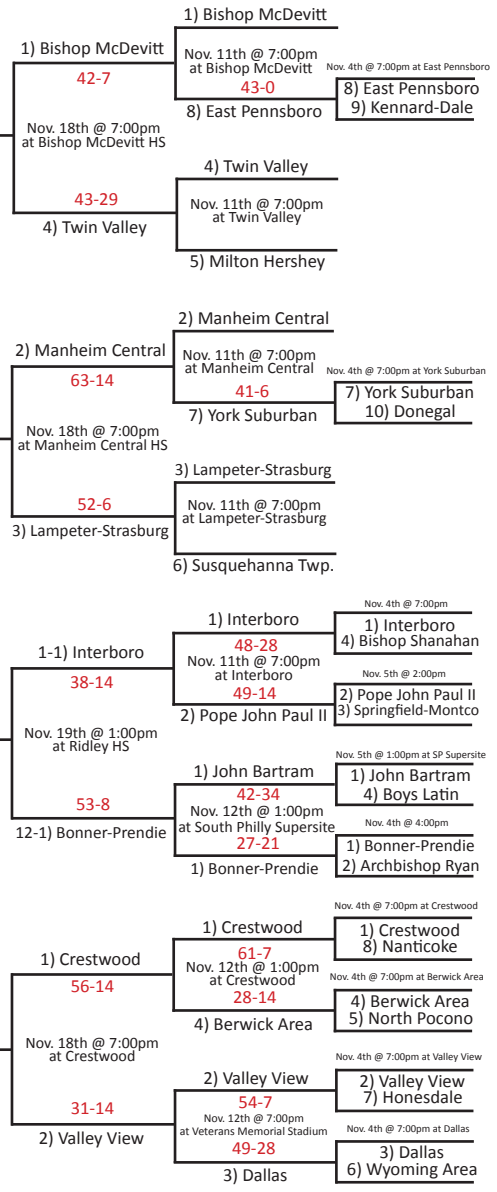 1) Bishop McDevitt
1) Bishop McDevitt
42-7
Nov. 11th @ 7:00pm
at Bishop McDevitt
43-0
8) East Pennsboro
Nov. 4th @ 7:00pm at East Pennsboro
8) East Pennsboro
9) Kennard-Dale
Nov. 18th @ 7:00pm
at Bishop McDevitt HS
43-29
4) Twin Valley
4) Twin Valley
Nov. 11th @ 7:00pm
at Twin Valley
5) Milton Hershey
2) Manheim Central
2) Manheim Central
63-14
Nov. 11th @ 7:00pm
at Manheim Central
41-6
7) York Suburban
Nov. 4th @ 7:00pm at York Suburban
7) York Suburban
10) Donegal
Nov. 18th @ 7:00pm
at Manheim Central HS
52-6
3) Lampeter-Strasburg
3) Lampeter-Strasburg
Nov. 11th @ 7:00pm
at Lampeter-Strasburg
6) Susquehanna Twp.
1-1) Interboro
38-14
1) Interboro
48-28
Nov. 11th @ 7:00pm
at Interboro
49-14
2) Pope John Paul II
Nov. 4th @ 7:00pm
1) Interboro
4) Bishop Shanahan
Nov. 5th @ 2:00pm
2) Pope John Paul II
3) Springfield-Montco
Nov. 19th @ 1:00pm
at Ridley HS
53-8
12-1) Bonner-Prendie
1) John Bartram
42-34
Nov. 12th @ 1:00pm
at South Philly Supersite
27-21
1) Bonner-Prendie
Nov. 5th @ 1:00pm at SP Supersite
1) John Bartram
4) Boys Latin
Nov. 4th @ 4:00pm
1) Bonner-Prendie
2) Archbishop Ryan
1) Crestwood
56-14
1) Crestwood
61-7
Nov. 12th @ 1:00pm
at Crestwood
28-14
4) Berwick Area
Nov. 4th @ 7:00pm at Crestwood
1) Crestwood
8) Nanticoke
Nov. 4th @ 7:00pm at Berwick Area
4) Berwick Area
5) North Pocono
Nov. 18th @ 7:00pm
at Crestwood
31-14
2) Valley View
2) Valley View
54-7
Nov. 12th @ 7:00pm
at Veterans Memorial Stadium
49-28
3) Dallas
Nov. 4th @ 7:00pm at Valley View
2) Valley View
7) Honesdale
Nov. 4th @ 7:00pm at Dallas
3) Dallas
6) Wyoming Area